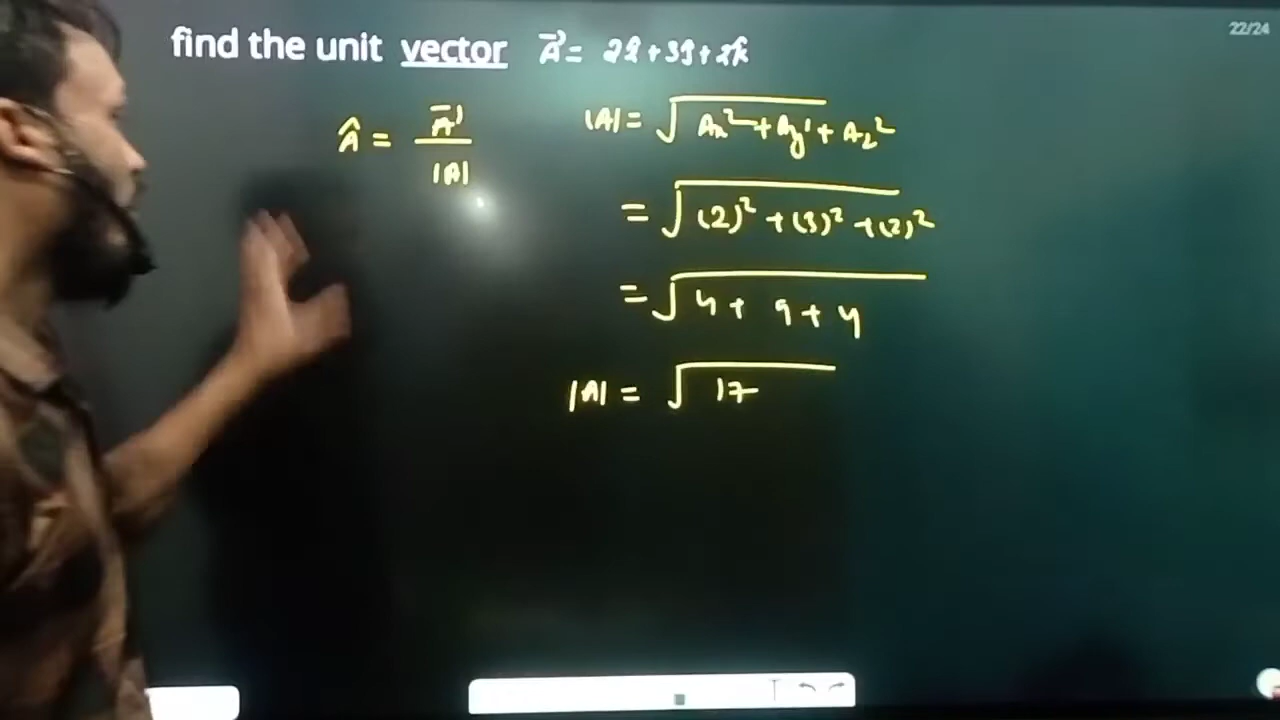 22/24
find the unit vector A⃗ = 2î + 3ĵ + 2k̂
Â = A⃗ / |A|
|A| = √Ax² + Ay² + Az²
= √(2)² + (3)² + (2)²
= √4 + 9 + 4
|A| = √17